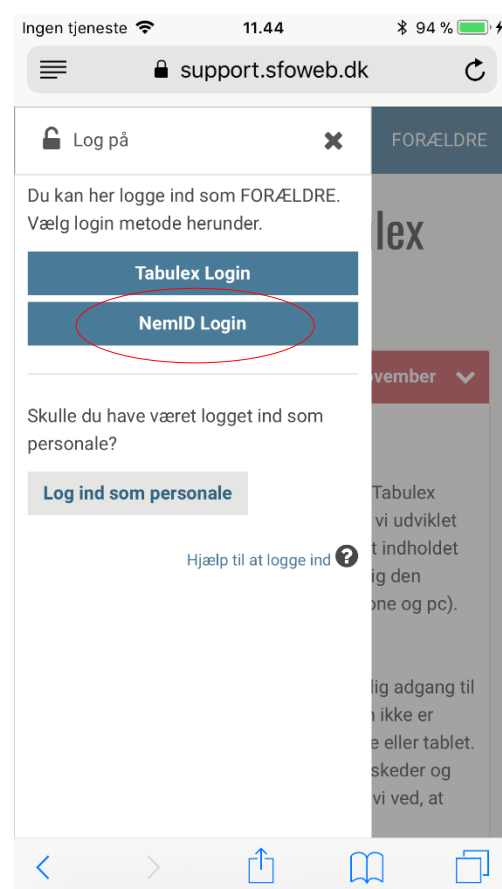 Ingen tjeneste 11.44 94 %
support.sfoweb.dk
Log på
FORÆLDRE
Du kan her logge ind som FORÆLDRE.
Vælg login metode herunder.
lex
Tabulex Login
NemID Login
vember
Skulle du have været logget ind som
personale?
Log ind som personale
Hjælp til at logge ind ?
Tabulex
vi udviklet
t indholdet
ig den
one og pc).
lig adgang til
ikke er
e eller tablet.
skeder og
vi ved, at